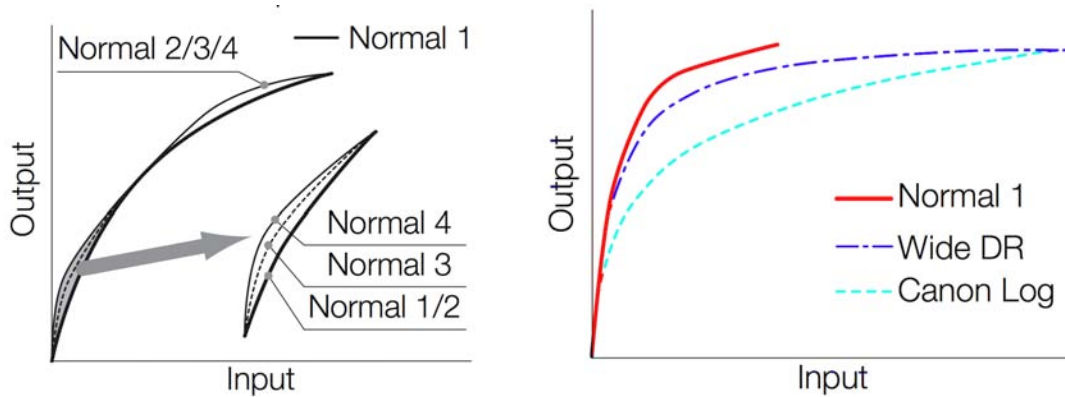 Normal 2/3/4
Normal 1
Output
Normal 4
Normal 3
Normal 1/2
Input
Output
Normal 1
Wide DR
Canon Log
Input